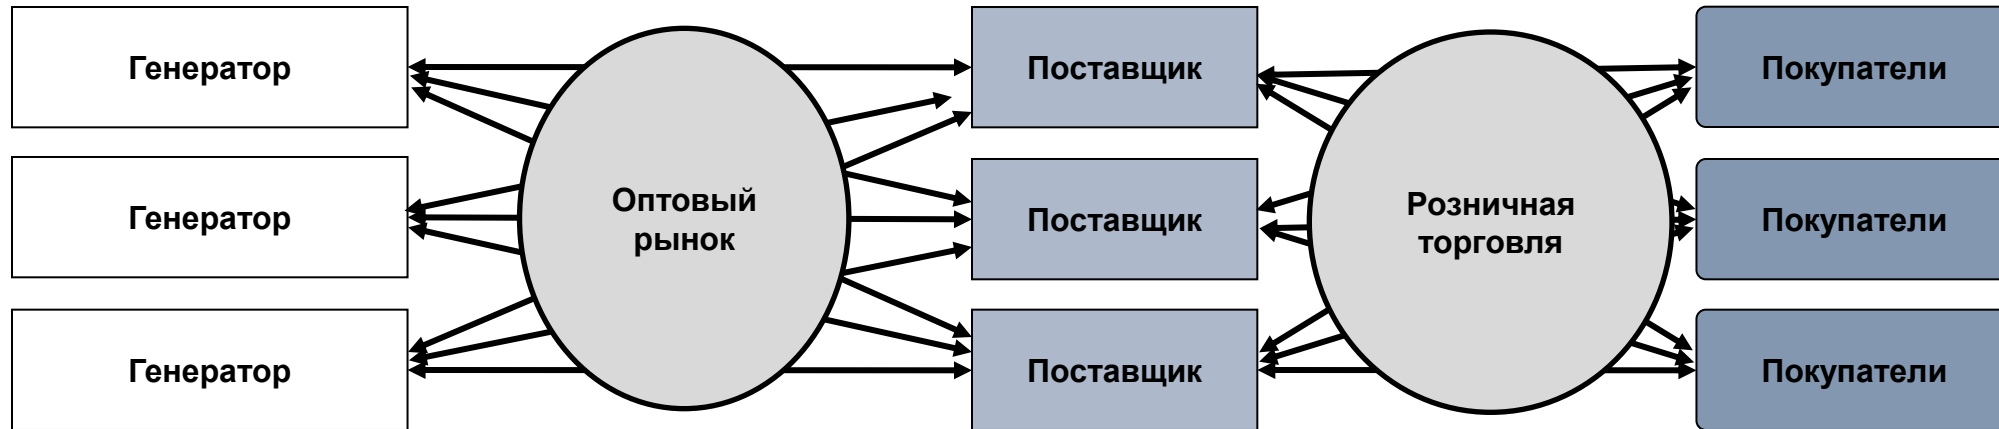 Генератор
Поставщик
Покупатели
Генератор
Оптовый
рынок
Поставщик
Розничная
торговля
Покупатели
Генератор
Поставщик
Покупатели